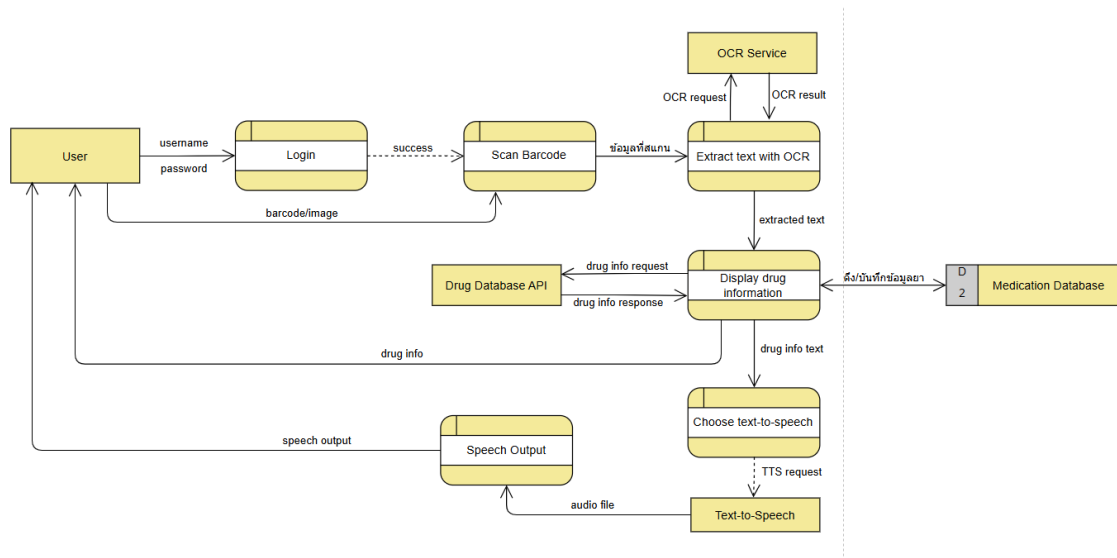 OCR Service
OCR request
OCR result
username
User
Login
success
Scan Barcode
ข้อมูลที่สแกน
Extract text with OCR
password
barcode/image
extracted text
drug info request
Drug Database API
Display drug
information
ดึง/บันทึกข้อมูลยา
D
2
Medication Database
drug info response
drug info
drug info text
Choose text-to-speech
speech output
Speech Output
TTS request
audio file
Text-to-Speech